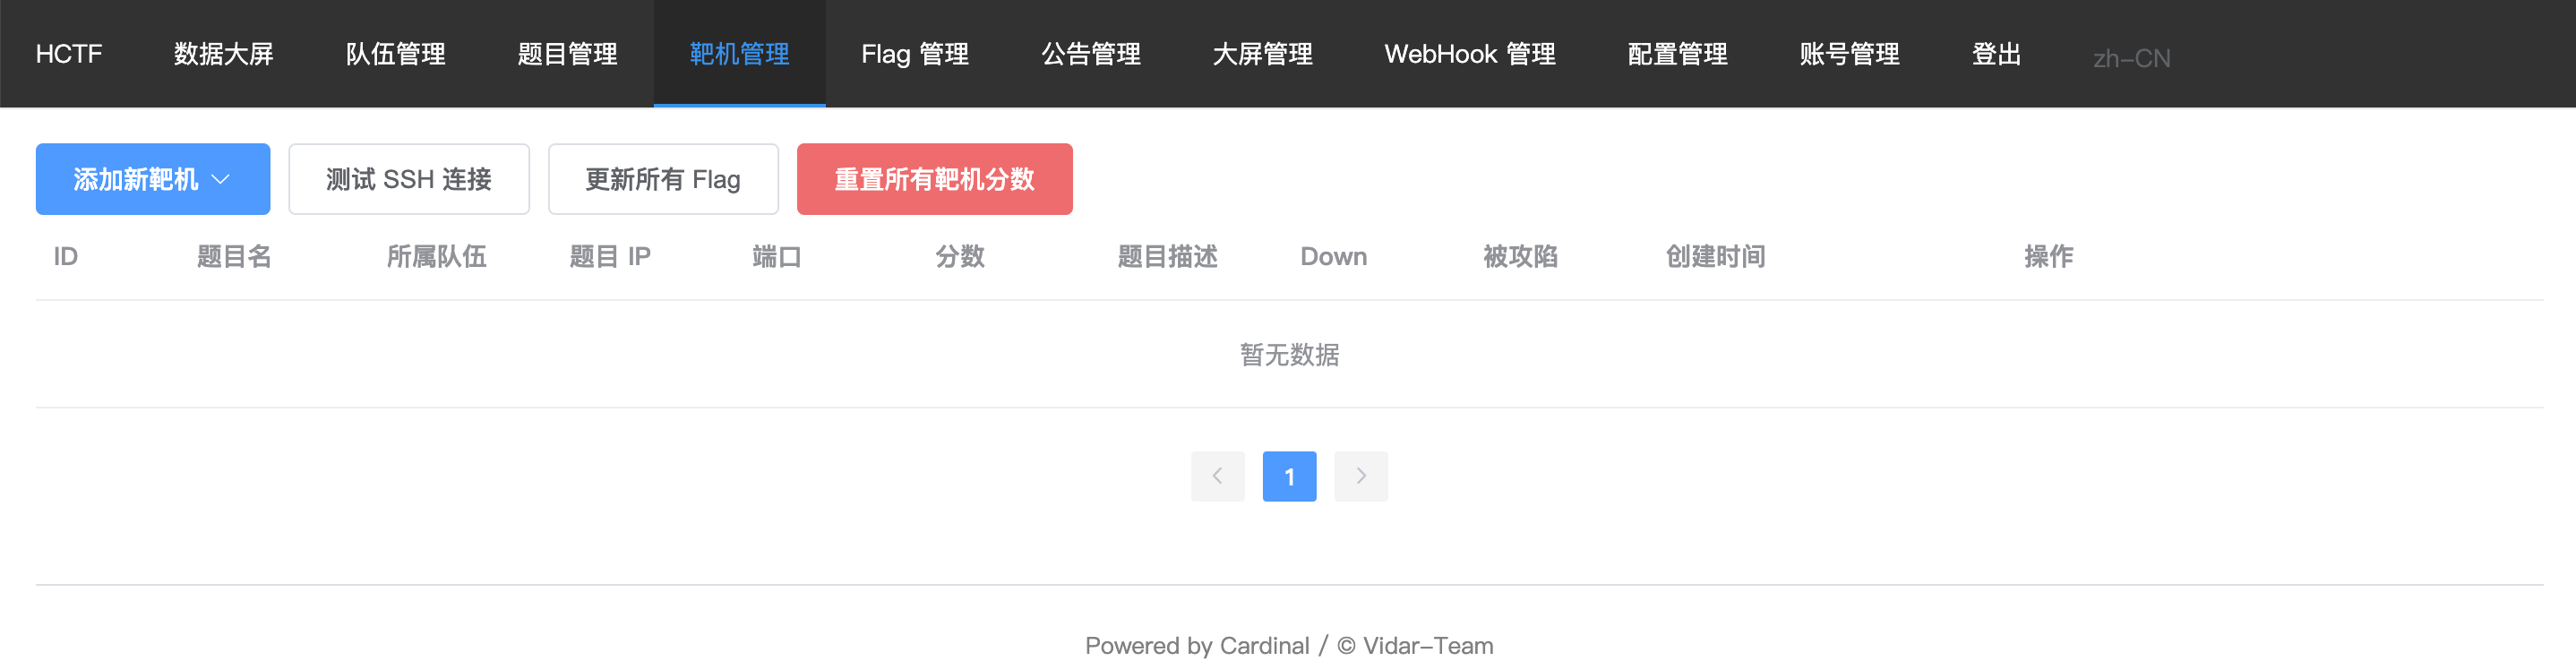 HCTF 数据大屏 队伍管理 题目管理 靶机管理 Flag 管理 公告管理 大屏管理 WebHook 管理 配置管理 账号管理 登出 zh-CN
添加新靶机 测试 SSH 连接 更新所有 Flag 重置所有靶机分数
ID 题目名 所属队伍 题目 IP 端口 分数 题目描述 Down 被攻陷 创建时间 操作
暂无数据
1
Powered by Cardinal / © Vidar-Team